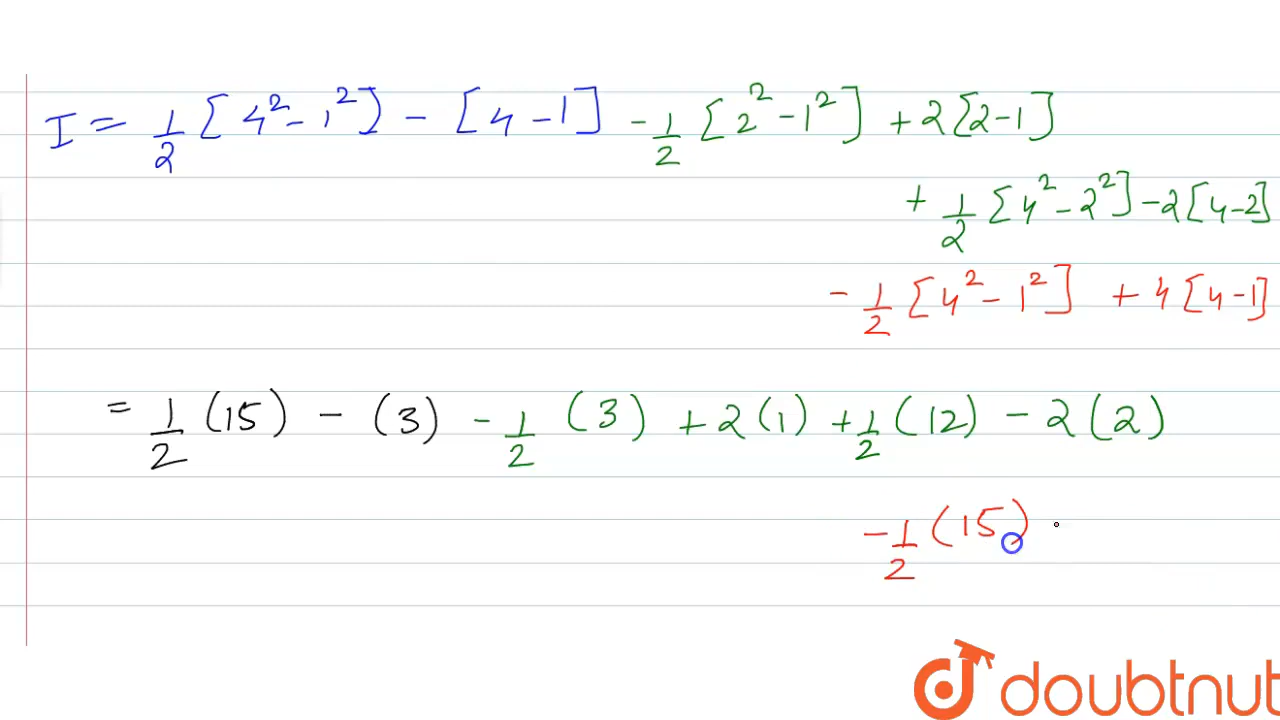 I = 1/2 [4² - 1²] - [4 - 1] - 1/2 [2² - 1²] + 2[2-1]
+ 1/2 [4² - 2²] - 2[4-2]
- 1/2 [4² - 1²] + 4[4-1]
= 1/2 (15) - (3) - 1/2 (3) + 2(1) + 1/2 (12) - 2(2)
- 1/2 (15)
doubtnut